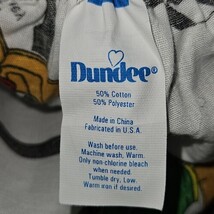 Dundee®
50% Cotton
50% Polyester
Made in China
Fabricated in U.S.A.
Wash before use.
Machine wash, Warm.
Only non-chlorine bleach
when needed
Tumble dry, Low.
Warm iron if desired.